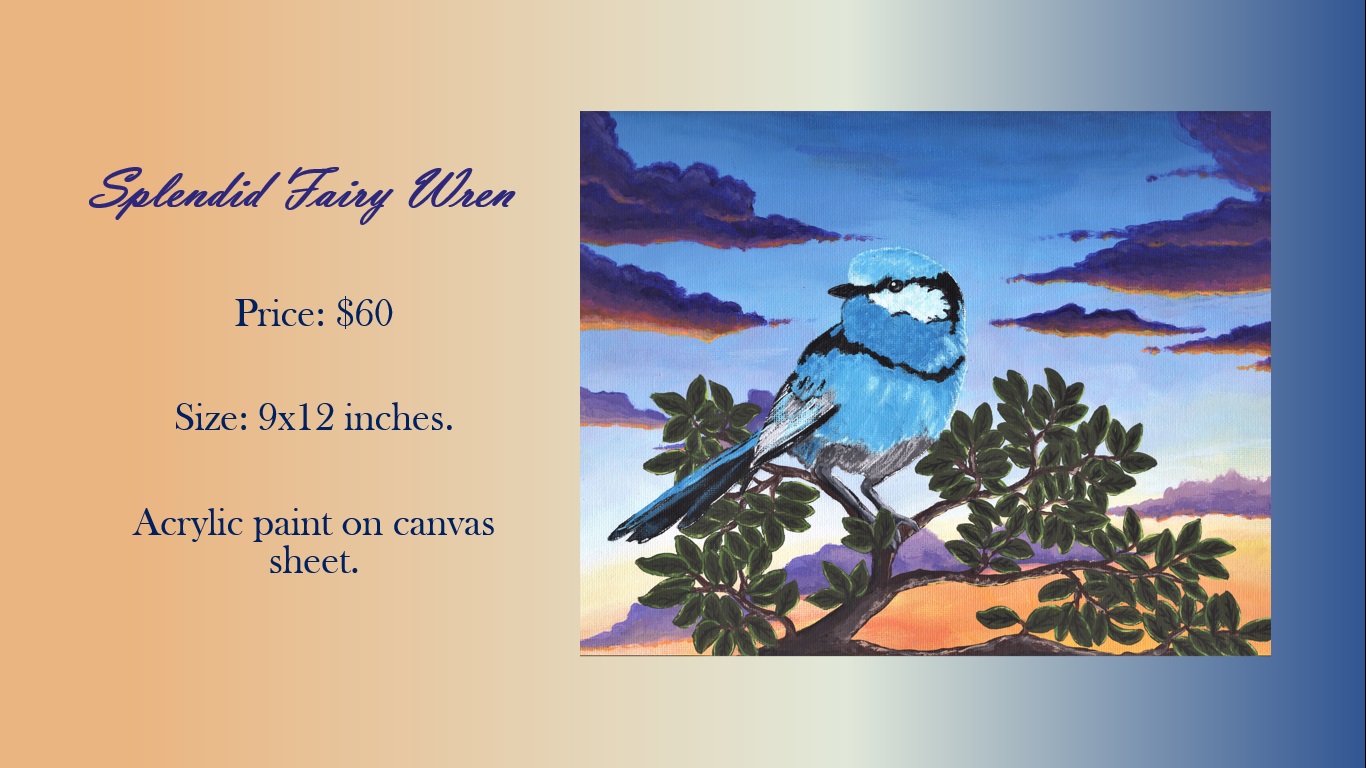 Splendid Fairy Wren
Price: $60
Size: 9x12 inches.
Acrylic paint on canvas
sheet.